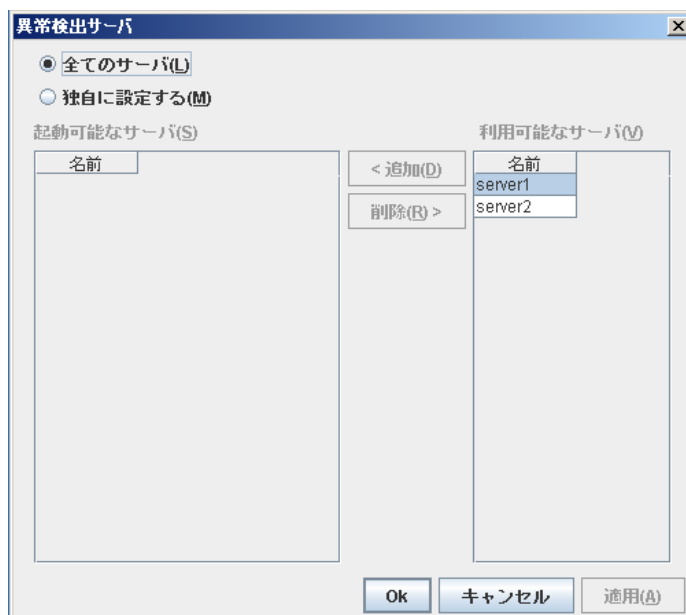 異常検出サーバ
全てのサーバ(L)
独自に設定する(M)
起動可能なサーバ(S)
利用可能なサーバ(V)
名前
< 追加(D)
削除(R) >
名前
server1
server2
Ok
キャンセル
適用(A)